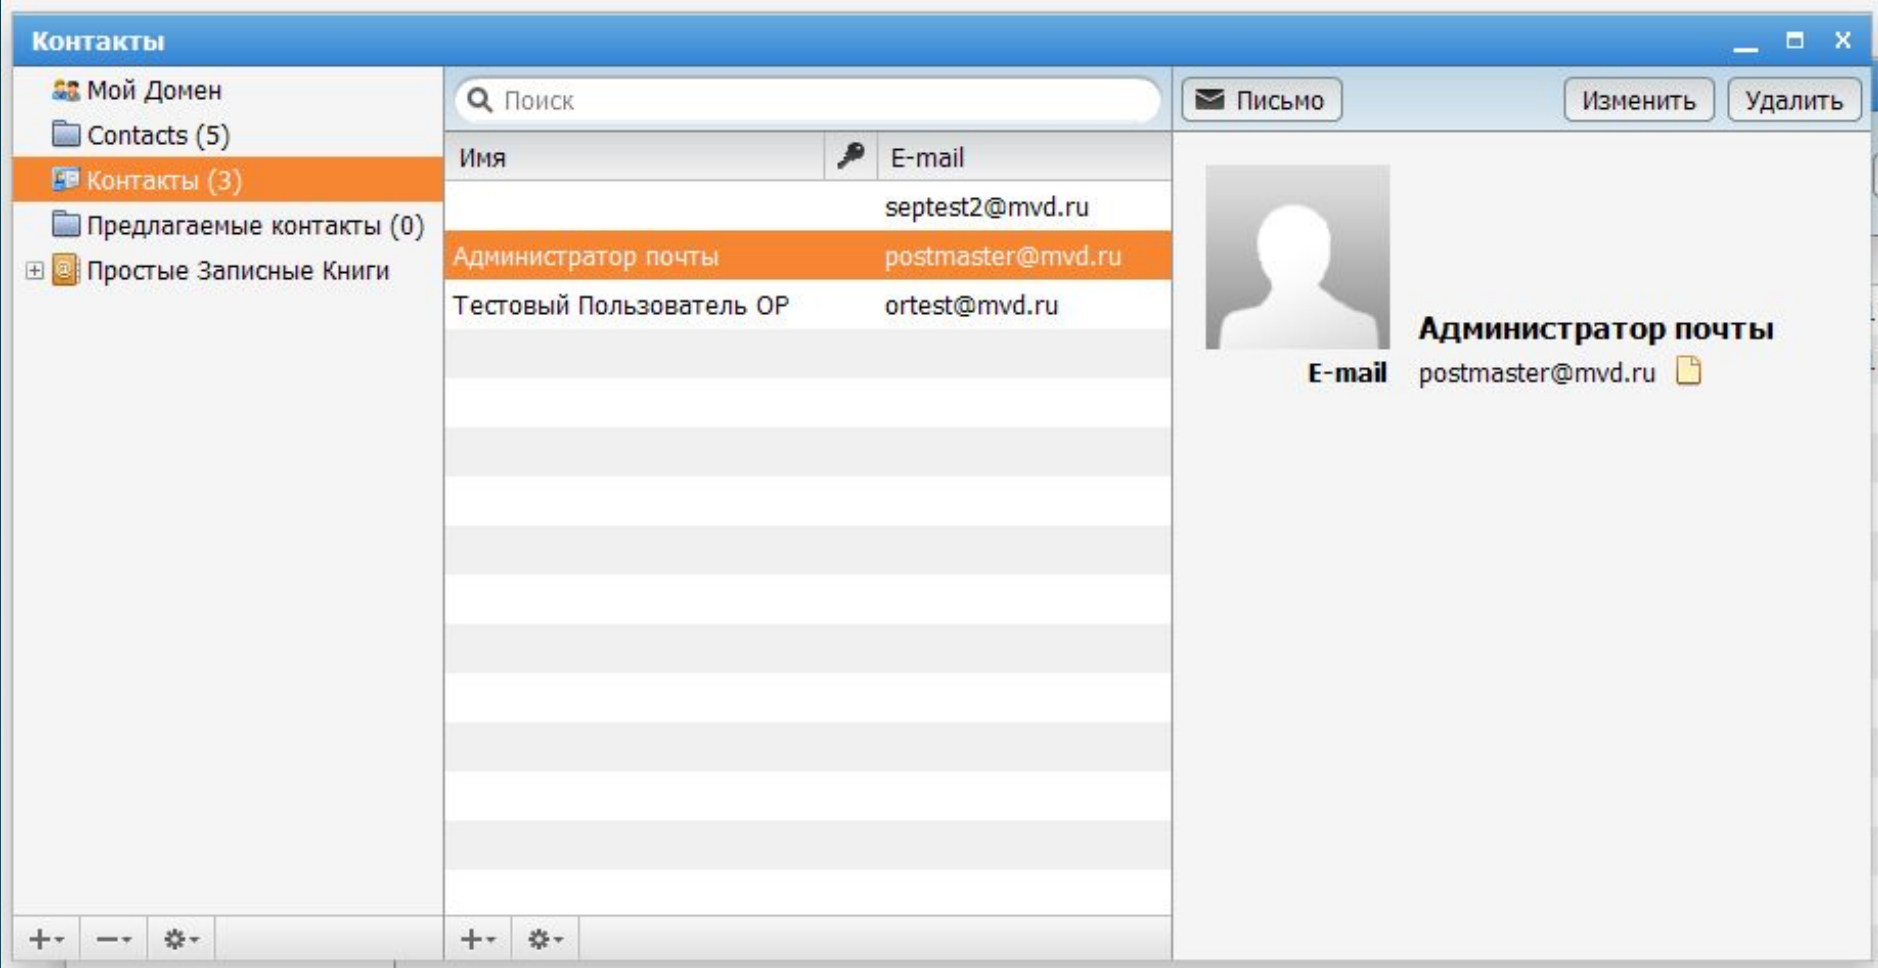 Контакты
Мой Домен
Contacts (5)
Контакты (3)
Предлагаемые контакты (0)
Простые Записные Книги
Поиск
Имя E-mail
septest2@mvd.ru
Администратор почты postmaster@mvd.ru
Тестовый Пользователь ОР ortest@mvd.ru
Письмо Изменить Удалить
Администратор почты
E-mail postmaster@mvd.ru